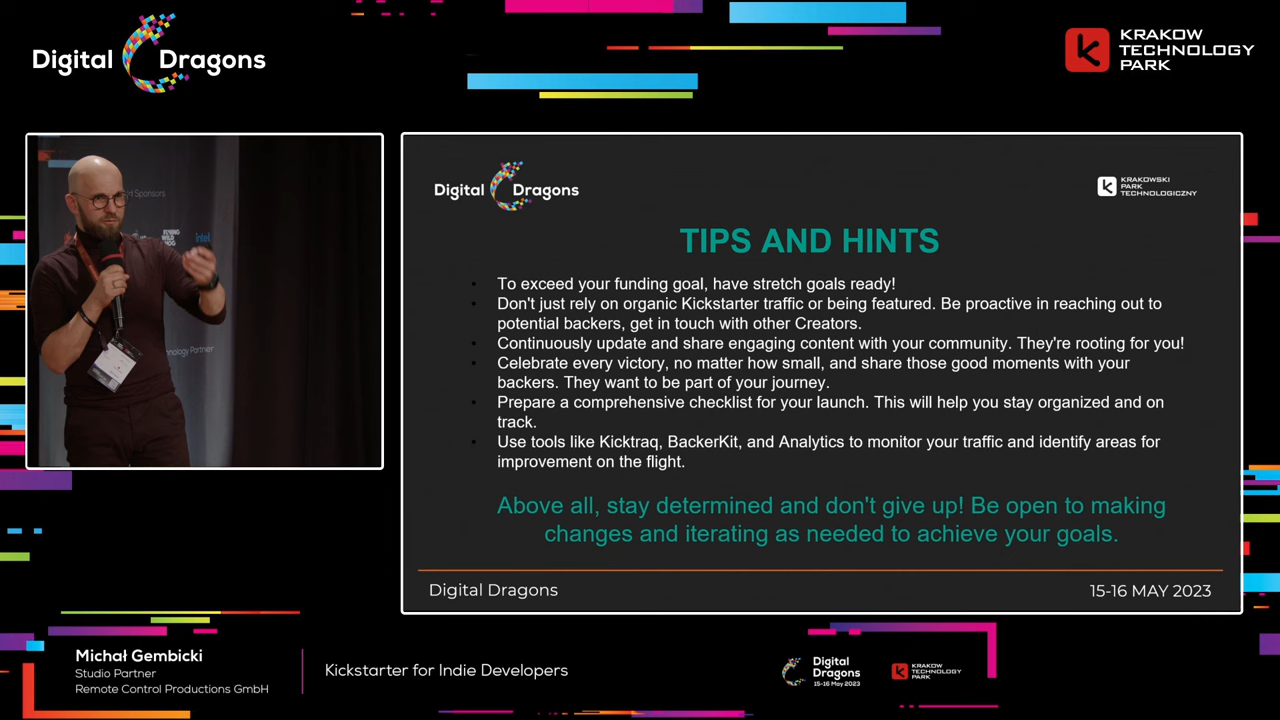 Digital Dragons
KRAKOW
TECHNOLOGY
PARK
Sponsors
FLYING
WILD
HOG
intel
Technology Partner
Digital Dragons
KRAKOWSKI
PARK
TECHNOLOGICZNY
TIPS AND HINTS
To exceed your funding goal, have stretch goals ready!
Don't just rely on organic Kickstarter traffic or being featured. Be proactive in reaching out to
potential backers, get in touch with other Creators.
Continuously update and share engaging content with your community. They're rooting for you!
Celebrate every victory, no matter how small, and share those good moments with your
backers. They want to be part of your journey.
Prepare a comprehensive checklist for your launch. This will help you stay organized and on
track.
Use tools like Kicktraq, BackerKit, and Analytics to monitor your traffic and identify areas for
improvement on the flight.
Above all, stay determined and don't give up! Be open to making
changes and iterating as needed to achieve your goals.
Digital Dragons 15-16 MAY 2023
Michał Gembicki
Studio Partner
Remote Control Productions GmbH
Kickstarter for Indie Developers
Digital
Dragons
15-16 May 2023
KRAKOW
TECHNOLOGY
PARK